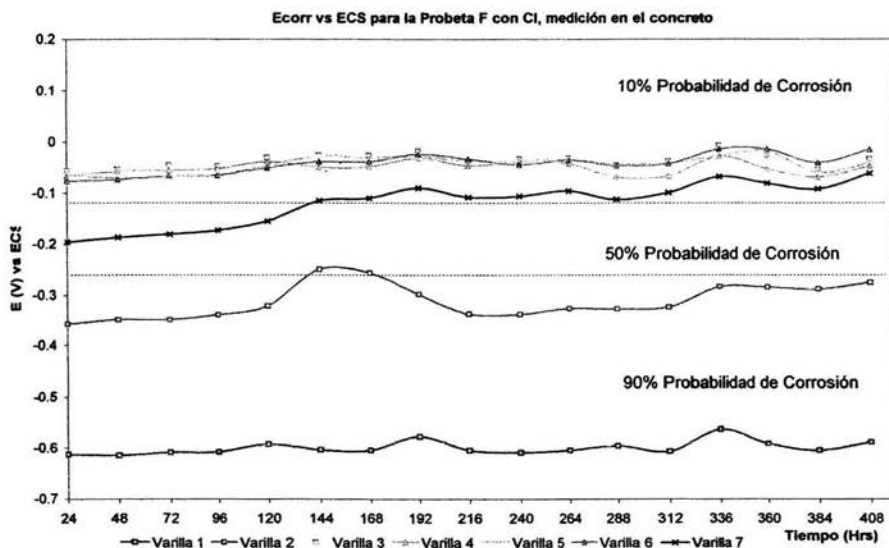 Ecorr vs ECS para la Probeta F con Cl, medición en el concreto
0.2
0.1
0
-0.1
-0.2
-0.3
-0.4
-0.5
-0.6
-0.7
E (V) vs ECS
10% Probabilidad de Corrosión
50% Probabilidad de Corrosión
90% Probabilidad de Corrosión
24 48 72 96 120 144 168 192 216 240 264 288 312 336 360 384 408
Tiempo (Hrs)
Varilla 1 Varilla 2 Varilla 3 Varilla 4 Varilla 5 Varilla 6 Varilla 7